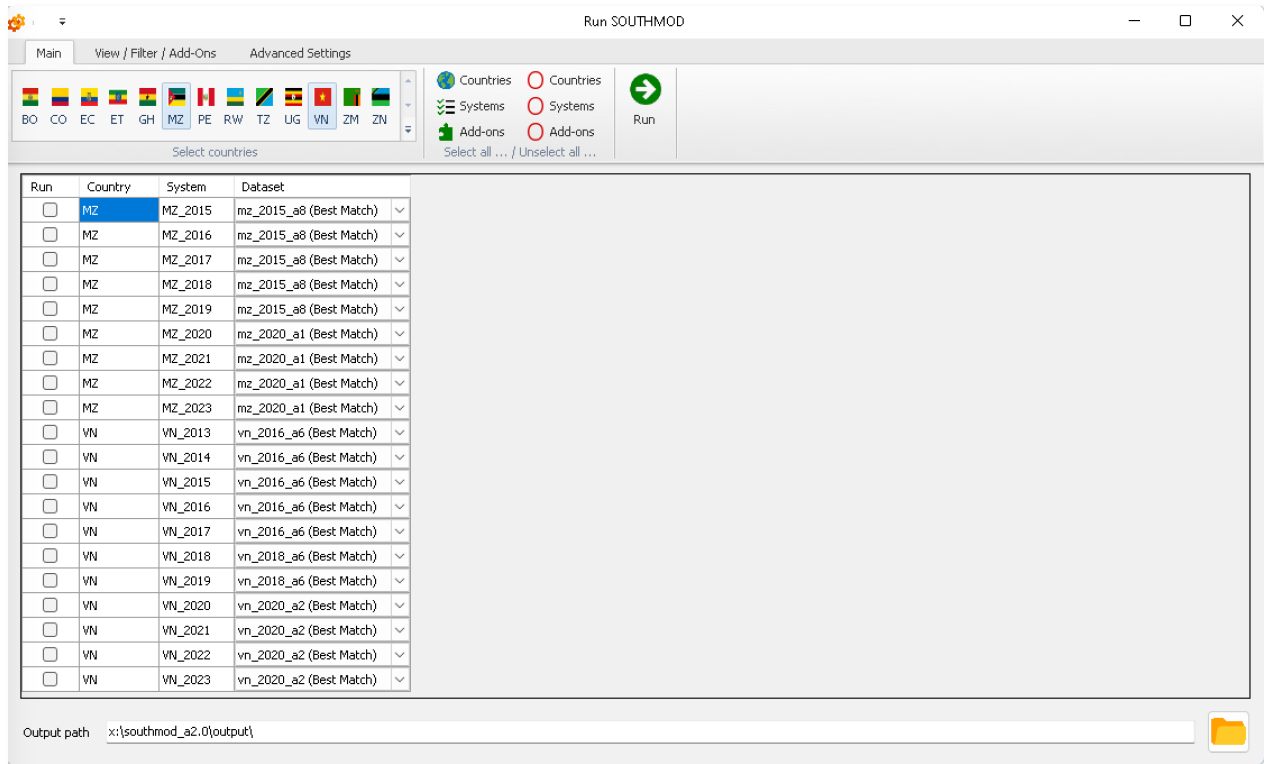 Run SOUTHMOD
Main View / Filter / Add-Ons Advanced Settings
BO CO EC ET GH MZ PE RW TZ UG VN ZM ZN
Select countries
Countries Countries
Systems Systems
Add-ons Add-ons
Select all ... / Unselect all ...
Run
Run Country System Dataset
MZ MZ_2015 mz_2015_a8 (Best Match)
MZ MZ_2016 mz_2015_a8 (Best Match)
MZ MZ_2017 mz_2015_a8 (Best Match)
MZ MZ_2018 mz_2015_a8 (Best Match)
MZ MZ_2019 mz_2015_a8 (Best Match)
MZ MZ_2020 mz_2020_a1 (Best Match)
MZ MZ_2021 mz_2020_a1 (Best Match)
MZ MZ_2022 mz_2020_a1 (Best Match)
MZ MZ_2023 mz_2020_a1 (Best Match)
VN VN_2013 vn_2016_a6 (Best Match)
VN VN_2014 vn_2016_a6 (Best Match)
VN VN_2015 vn_2016_a6 (Best Match)
VN VN_2016 vn_2016_a6 (Best Match)
VN VN_2017 vn_2016_a6 (Best Match)
VN VN_2018 vn_2018_a6 (Best Match)
VN VN_2019 vn_2018_a6 (Best Match)
VN VN_2020 vn_2020_a2 (Best Match)
VN VN_2021 vn_2020_a2 (Best Match)
VN VN_2022 vn_2020_a2 (Best Match)
VN VN_2023 vn_2020_a2 (Best Match)
Output path x:\southmod_a2.0\output\